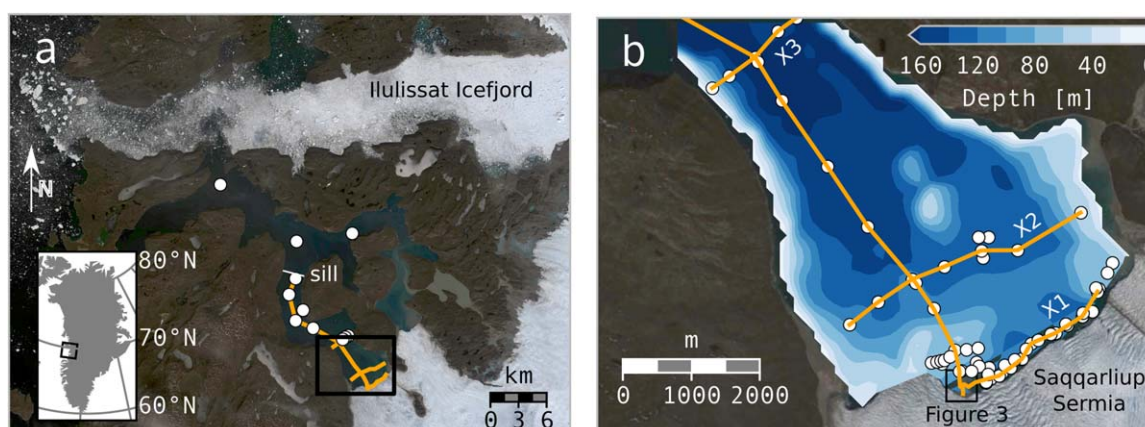 a
Ilulissat Icefjord
N
sill
80°N
70°N
60°N
km
0 3 6
b
160 120 80 40 0
Depth [m]
X3
X2
X1
m
0 1000 2000
Figure 3
Saqqarliup
Sermia